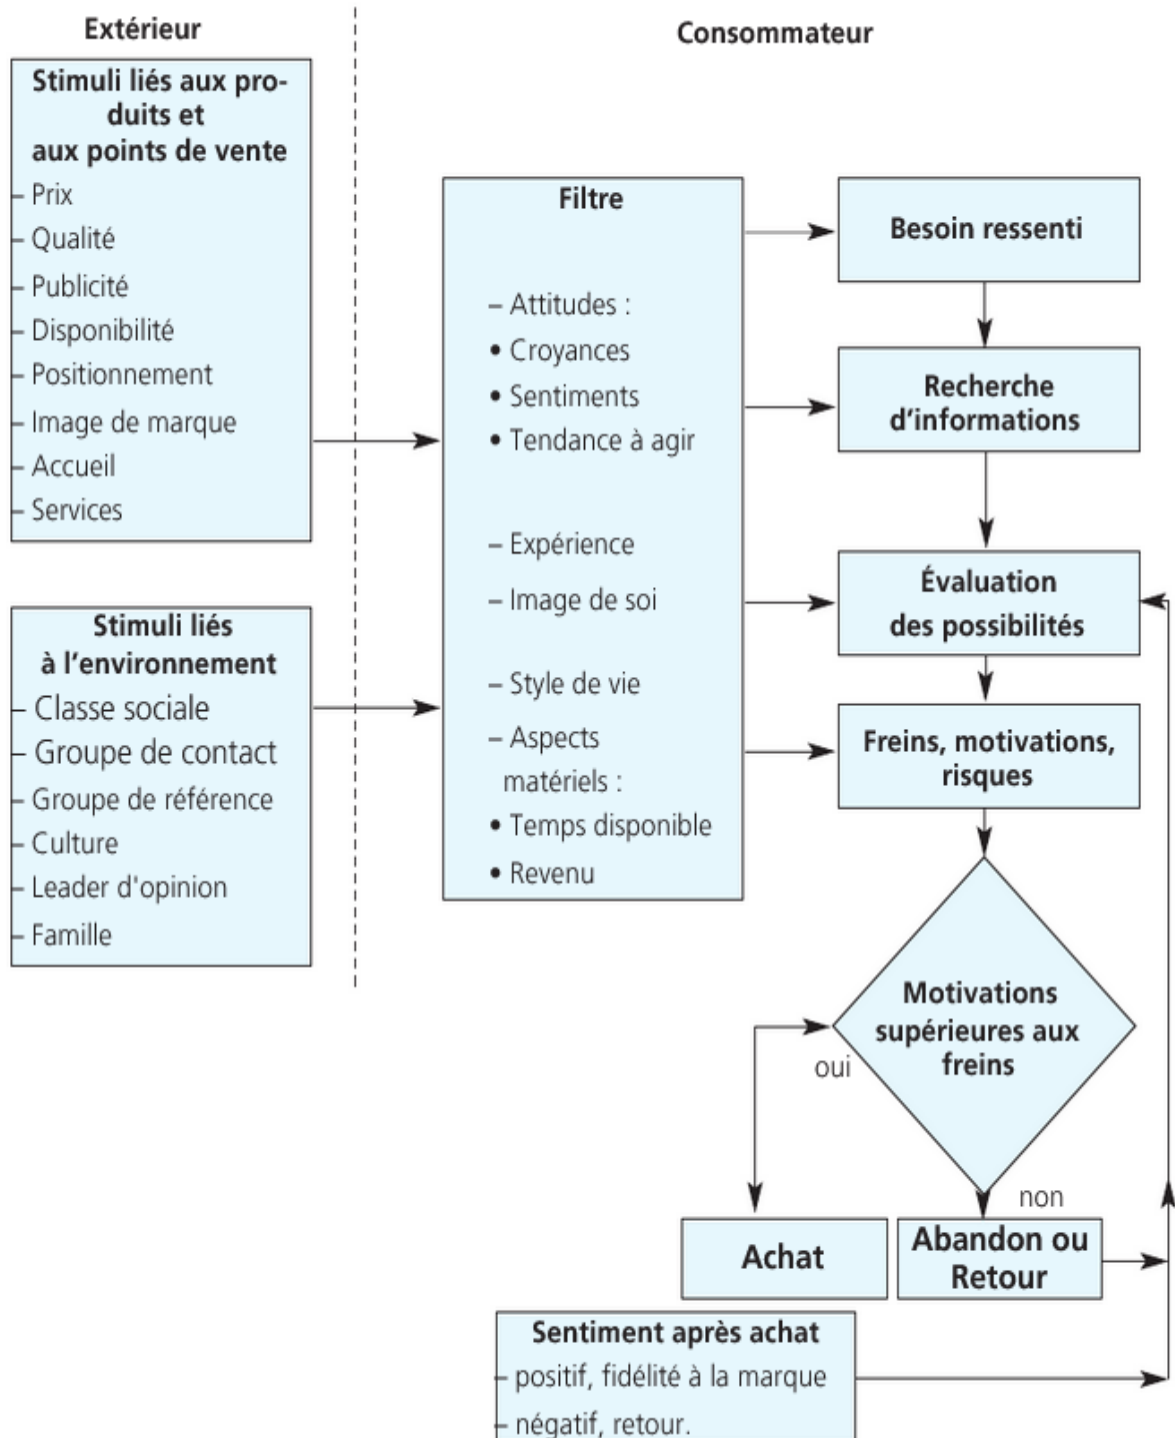 Extérieur
Consommateur
Stimuli liés aux pro-
duits et
aux points de vente
– Prix
– Qualité
– Publicité
– Disponibilité
– Positionnement
– Image de marque
– Accueil
– Services
Stimuli liés
à l'environnement
– Classe sociale
– Groupe de contact
– Groupe de référence
– Culture
– Leader d'opinion
– Famille
Filtre
– Attitudes :
• Croyances
• Sentiments
• Tendance à agir
– Expérience
– Image de soi
– Style de vie
– Aspects
matériels :
• Temps disponible
• Revenu
Besoin ressenti
Recherche
d'informations
Évaluation
des possibilités
Freins, motivations,
risques
Motivations
supérieures aux
freins
oui
non
Achat
Abandon ou
Retour
Sentiment après achat
– positif, fidélité à la marque
– négatif, retour.